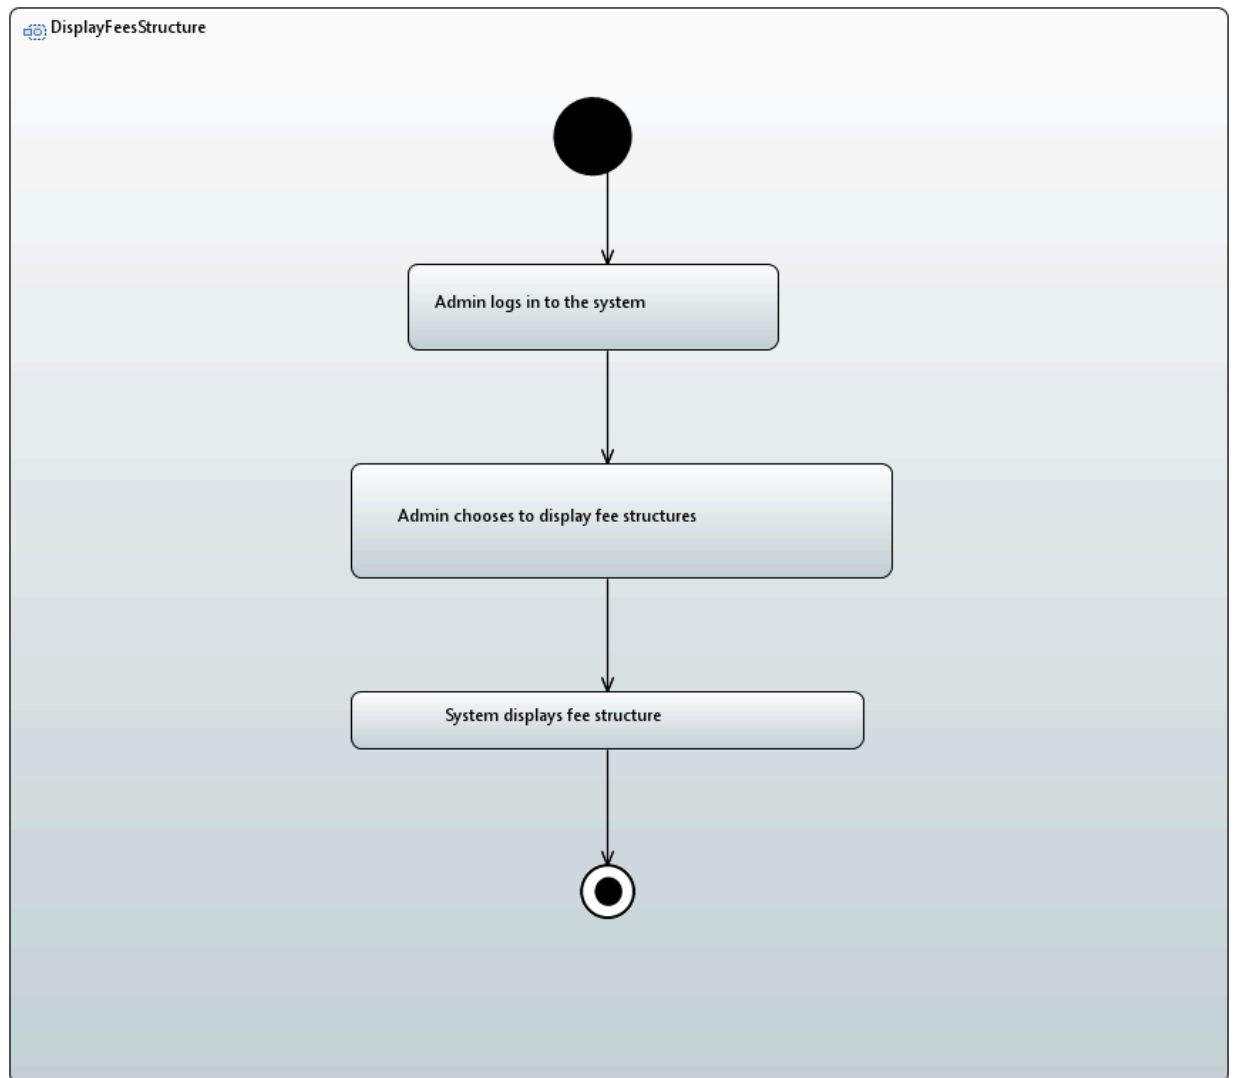 DisplayFeesStructure
Admin logs in to the system
Admin chooses to display fee structures
System displays fee structure